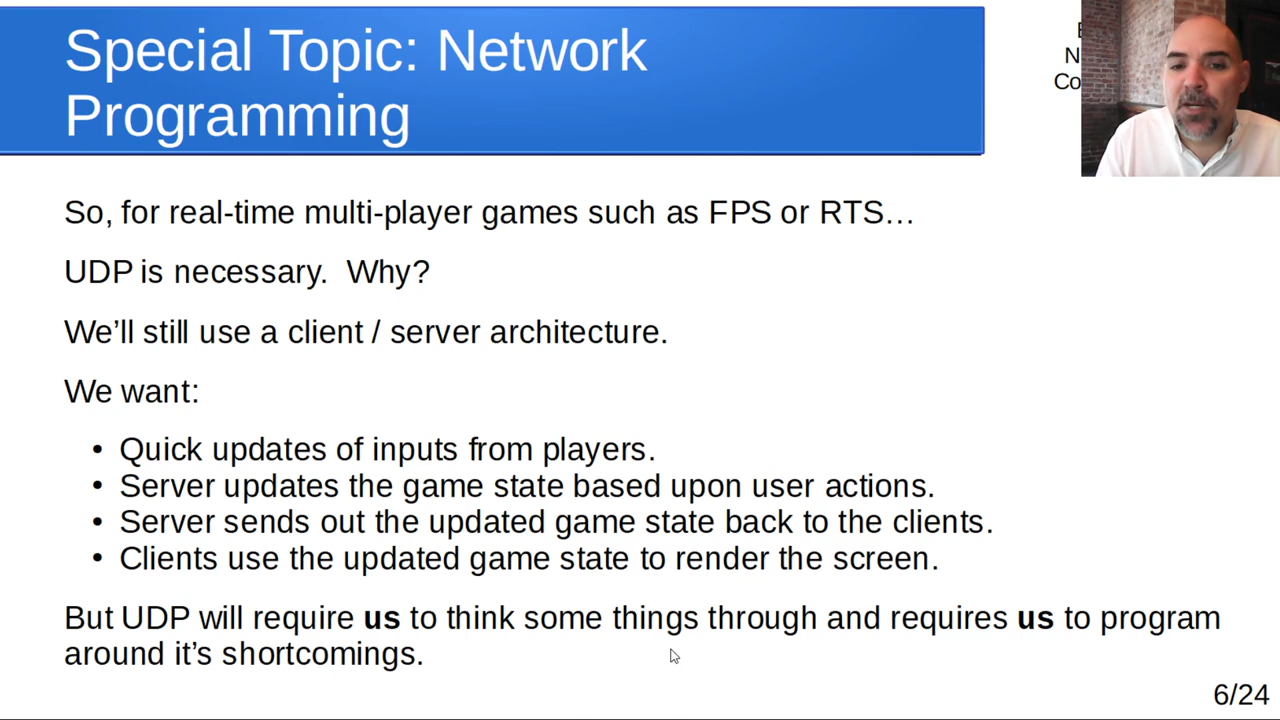 Special Topic: Network
Programming
So, for real-time multi-player games such as FPS or RTS…
UDP is necessary.  Why?
We’ll still use a client / server architecture.
We want:
• Quick updates of inputs from players.
• Server updates the game state based upon user actions.
• Server sends out the updated game state back to the clients.
• Clients use the updated game state to render the screen.
But UDP will require us to think some things through and requires us to program
around it’s shortcomings.
6/24